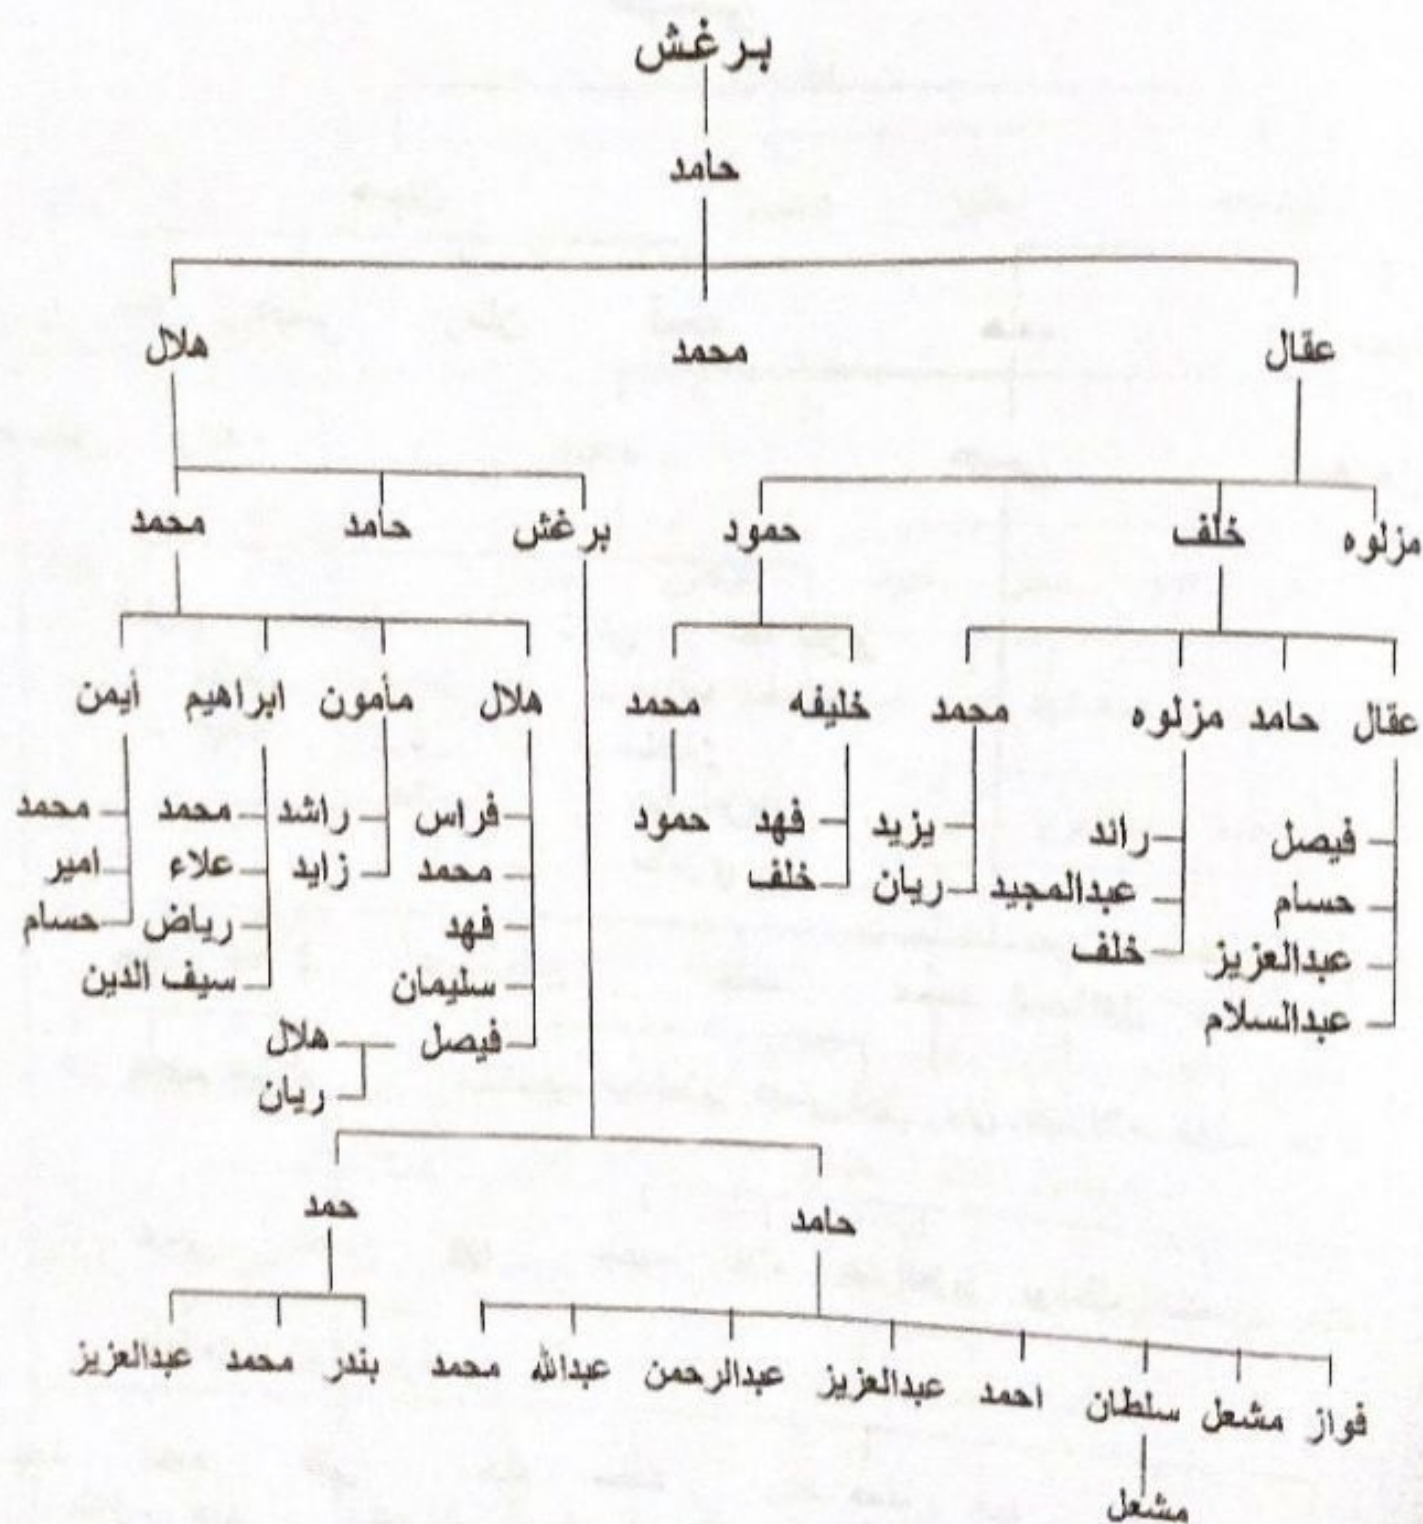 برغش
حامد
عقال محمد هلال
مزلوه خلف حمود برغش حامد محمد
عقال حامد مزلوه محمد خليفه محمد هلال مأمون ابراهيم أيمن
فيصل رائد يزيد فهد حمود فراس راشد محمد محمد
حسام عبدالمجيد ريان خلف محمد زايد علاء امير
عبدالعزيز خلف فهد رياض حسام
عبدالسلام سليمان سيف الدين
فيصل هلال
ريان
حامد حمد
فواز مشعل سلطان احمد عبدالعزيز عبدالرحمن عبدالله محمد بندر محمد عبدالعزيز
مشعل